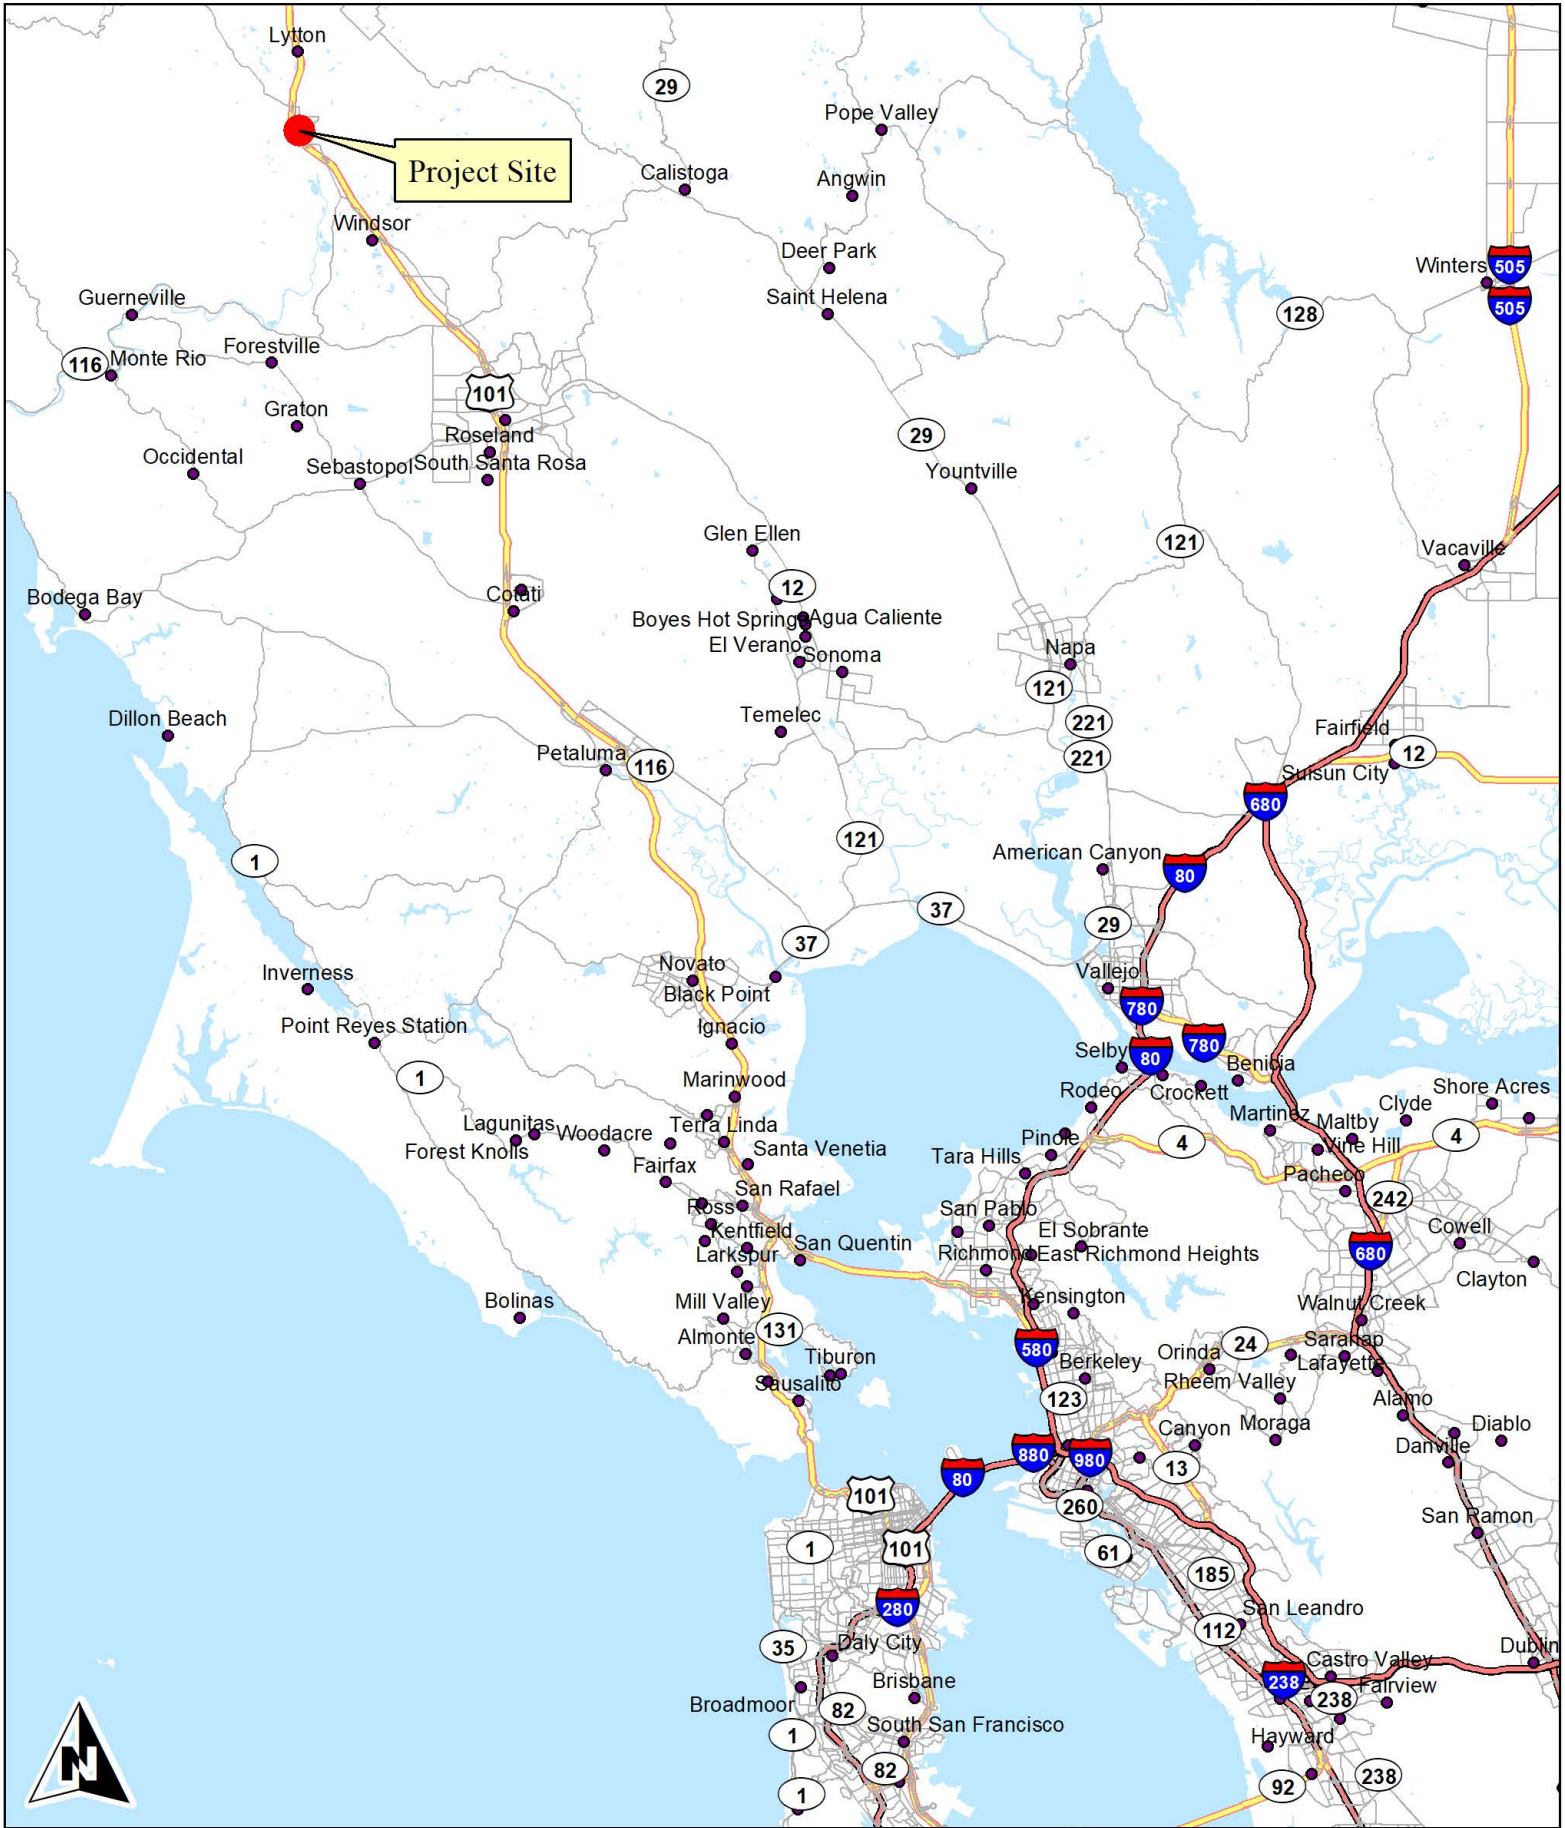 Lytton
29
Pope Valley
Project Site
Calistoga
Angwin
Windsor
Deer Park
Winters
505
Saint Helena
505
Guerneville
128
116
Monte Rio
Forestville
101
Graton
29
Roseland
Occidental
Sebastopol
South Santa Rosa
Yountville
Glen Ellen
121
Vacaville
12
Cotati
Bodega Bay
Boyes Hot Springs
Agua Caliente
El Verano
Sonoma
Napa
121
Dillon Beach
Temelec
221
Fairfield
Petaluma
116
221
12
Suisun City
680
121
1
American Canyon
80
37
29
37
Novato
Inverness
Vallejo
Black Point
780
Point Reyes Station
Ignacio
780
Selby
80
Benicia
1
Marinwood
Rodeo
Crockett
Shore Acres
Clyde
Martinez
Maltby
Lagunitas
Terra Linda
Woodacre
Pinole
4
4
Forest Knolls
Santa Venetia
Tara Hills
Vine Hill
Fairfax
Pacheco
San Rafael
242
Ross
San Pablo
Kentfield
El Sobrante
Cowell
San Quentin
Larkspur
Richmond
East Richmond Heights
680
Clayton
Bolinas
Mill Valley
Kensington
Walnut Creek
131
Almonte
580
24
Saranap
Tiburon
Berkeley
Orinda
Lafayette
Sausalito
Rheem Valley
123
Alamo
Canyon
Moraga
Diablo
880
980
Danville
80
13
101
260
San Ramon
1
101
61
185
280
San Leandro
112
35
Daly City
Dublin
Castro Valley
238
Brisbane
Fairview
Broadmoor
82
238
1
South San Francisco
Hayward
N
82
238
92
1